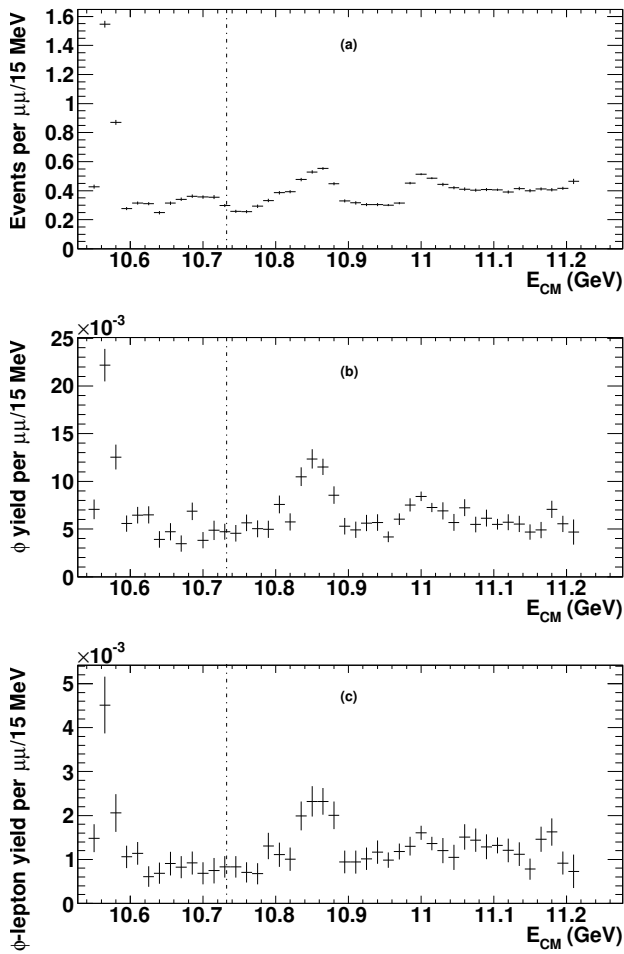 Events per μμ/15 MeV
1.6
1.4
1.2
1
0.8
0.6
0.4
0.2
0
(a)
10.6 10.7 10.8 10.9 11 11.1 11.2
E_CM (GeV)
φ yield per μμ/15 MeV
×10⁻³
25
20
15
10
5
0
(b)
10.6 10.7 10.8 10.9 11 11.1 11.2
E_CM (GeV)
φ-lepton yield per μμ/15 MeV
×10⁻³
5
4
3
2
1
0
(c)
10.6 10.7 10.8 10.9 11 11.1 11.2
E_CM (GeV)